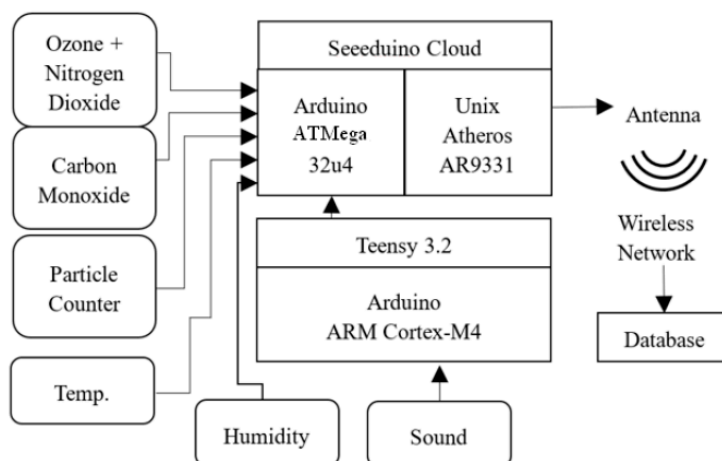 Ozone +
Nitrogen
Dioxide
Carbon
Monoxide
Particle
Counter
Temp.
Humidity
Sound
Seeeduino Cloud
Arduino
ATMega
32u4
Unix
Atheros
AR9331
Teensy 3.2
Arduino
ARM Cortex-M4
Antenna
Wireless
Network
Database